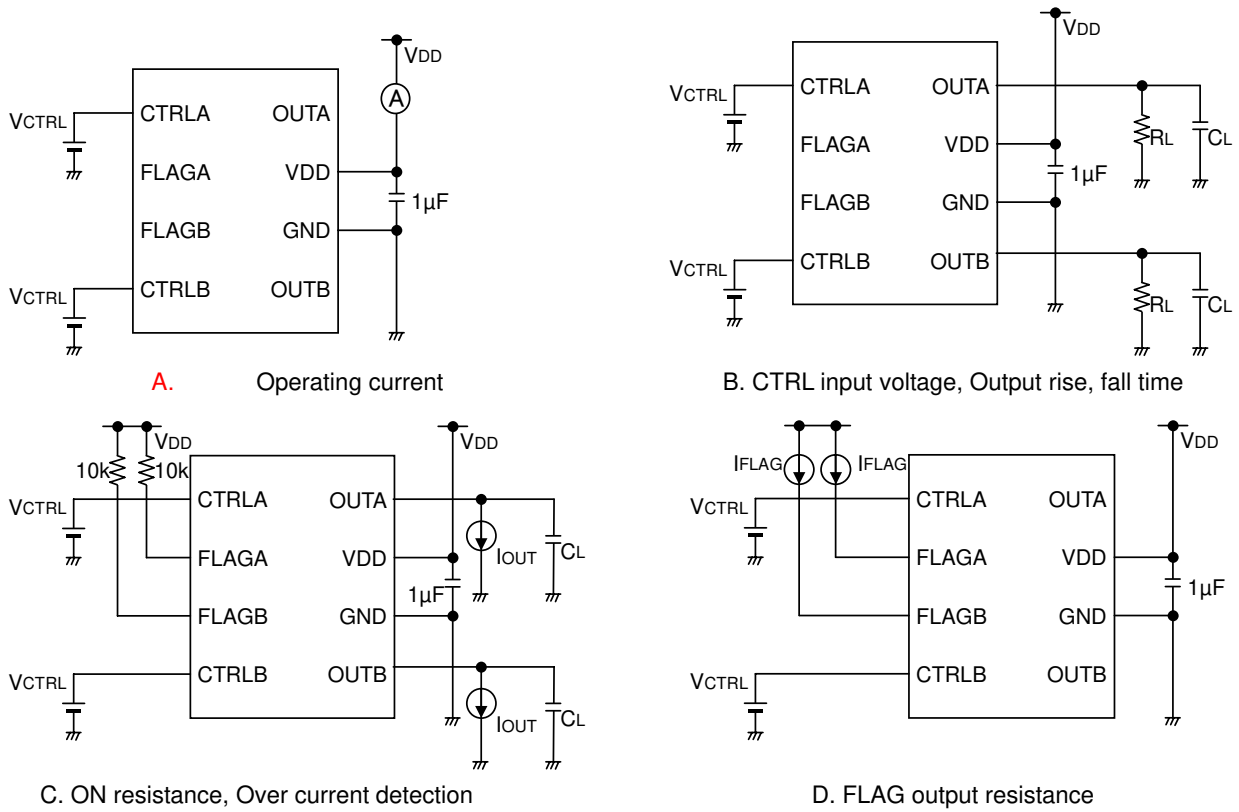 VDD
A
VCTRL
CTRLA OUTA
FLAGA VDD
1µF
FLAGB GND
VCTRL
CTRLB OUTB
A. Operating current
VDD
VCTRL
CTRLA OUTA
RL CL
FLAGA VDD
1µF
FLAGB GND
VCTRL
CTRLB OUTB
RL CL
B. CTRL input voltage, Output rise, fall time
VDD VDD
10k 10k
VCTRL
CTRLA OUTA
IOUT CL
FLAGA VDD
1µF
FLAGB GND
VCTRL
CTRLB OUTB
IOUT CL
C. ON resistance, Over current detection
VDD
IFLAG IFLAG
VCTRL
CTRLA OUTA
FLAGA VDD
1µF
FLAGB GND
VCTRL
CTRLB OUTB
D. FLAG output resistance